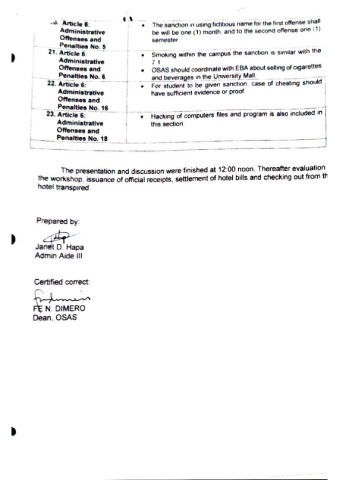 Article 6:
Administrative
Offenses and
Penalties No. 5
• The sanction in using fictitious name for the first offense shall
be will be one (1) month, and to the second offense one (1)
semester
21. Article 6:
Administrative
Offenses and
Penalties No. 6
• Smoking within the campus the sanction is similar with the
7.1
• OSAS should coordinate with EBA about selling of cigarettes
and beverages in the University Mall.
22. Article 6:
Administrative
Offenses and
Penalties No. 16
• For student to be given sanction, case of cheating should
have sufficient evidence or proof
23. Article 6:
Administrative
Offenses and
Penalties No. 18
• Hacking of computers files and program is also included in
this section.
The presentation and discussion were finished at 12:00 noon. Thereafter evaluation
the workshop, issuance of official receipts, settlement of hotel bills and checking out from th
hotel transpired.
Prepared by:
Janet D. Hapa
Admin Aide III
Certified correct:
FE N. DIMERO
Dean, OSAS